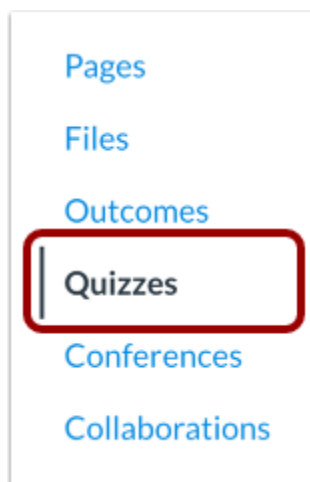 Pages
Files
Outcomes
Quizzes
Conferences
Collaborations